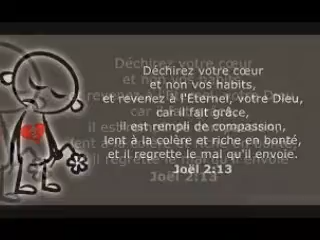 Déchirez votre cœur
et non vos habits,
et revenez à l'Eternel, votre Dieu,
car il fait grâce,
il est rempli de compassion,
lent à la colère et riche en bonté,
et il regrette le mal qu'il envoie.
Joël 2:13